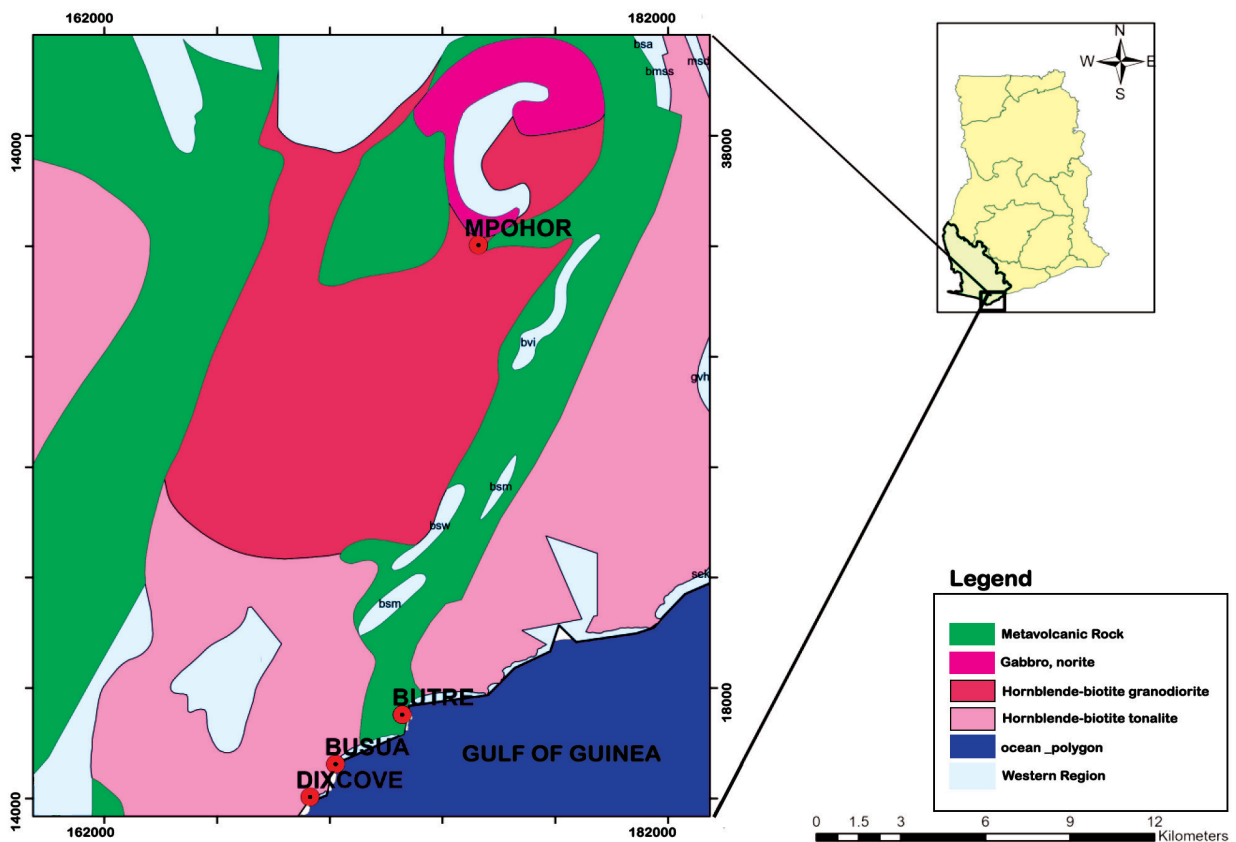 162000
182000
14000
38000
bsa
bmss
msd
MPOHOR
bvi
gvh
bsm
bsw
bsm
sek
BUTRE
18000
BUSUA
GULF OF GUINEA
DIXCOVE
14000
162000
182000
N
W E
S
Legend
Metavolcanic Rock
Gabbro, norite
Hornblende-biotite granodiorite
Hornblende-biotite tonalite
ocean _polygon
Western Region
0 1.5 3 6 9 12
Kilometers